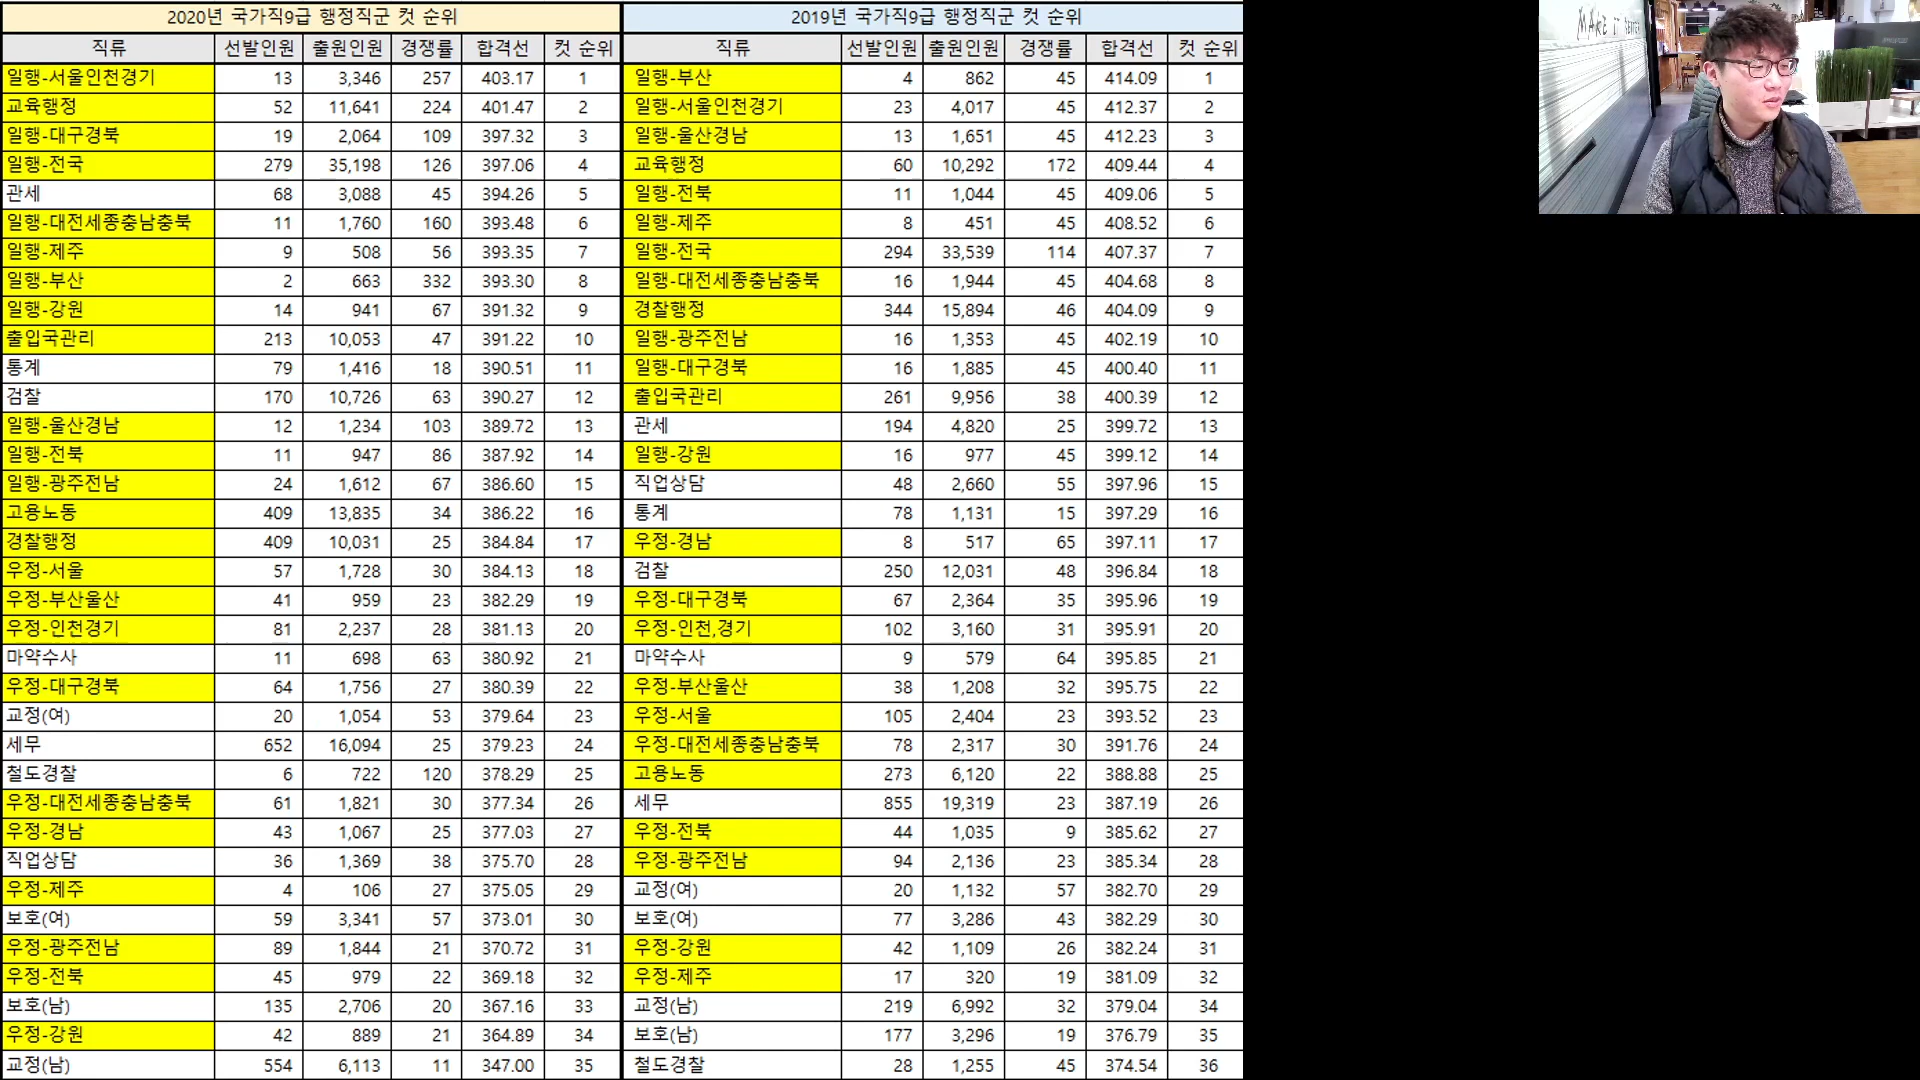 2020년 국가직9급 행정직군 컷 순위
직류 선발인원 출원인원 경쟁률 합격선 컷 순위
일행-서울인천경기 13 3,346 257 403.17 1
교육행정 52 11,641 224 401.47 2
일행-대구경북 19 2,064 109 397.32 3
일행-전국 279 35,198 126 397.06 4
관세 68 3,088 45 394.26 5
일행-대전세종충남충북 11 1,760 160 393.48 6
일행-제주 9 508 56 393.35 7
일행-부산 2 663 332 393.30 8
일행-강원 14 941 67 391.32 9
출입국관리 213 10,053 47 391.22 10
통계 79 1,416 18 390.51 11
검찰 170 10,726 63 390.27 12
일행-울산경남 12 1,234 103 389.72 13
일행-전북 11 947 86 387.92 14
일행-광주전남 24 1,612 67 386.60 15
고용노동 409 13,835 34 386.22 16
경찰행정 409 10,031 25 384.84 17
우정-서울 57 1,728 30 384.13 18
우정-부산울산 41 959 23 382.29 19
우정-인천경기 81 2,237 28 381.13 20
마약수사 11 698 63 380.92 21
우정-대구경북 64 1,756 27 380.39 22
교정(여) 20 1,054 53 379.64 23
세무 652 16,094 25 379.23 24
철도경찰 6 722 120 378.29 25
우정-대전세종충남충북 61 1,821 30 377.34 26
우정-경남 43 1,067 25 377.03 27
직업상담 36 1,369 38 375.70 28
우정-제주 4 106 27 375.05 29
보호(여) 59 3,341 57 373.01 30
우정-광주전남 89 1,844 21 370.72 31
우정-전북 45 979 22 369.18 32
보호(남) 135 2,706 20 367.16 33
우정-강원 42 889 21 364.89 34
교정(남) 554 6,113 11 347.00 35
2019년 국가직9급 행정직군 컷 순위
직류 선발인원 출원인원 경쟁률 합격선 컷 순위
일행-부산 4 862 45 414.09 1
일행-서울인천경기 23 4,017 45 412.37 2
일행-울산경남 13 1,651 45 412.23 3
교육행정 60 10,292 172 409.44 4
일행-전북 11 1,044 45 409.06 5
일행-제주 8 451 45 408.52 6
일행-전국 294 33,539 114 407.37 7
일행-대전세종충남충북 16 1,944 45 404.68 8
경찰행정 344 15,894 46 404.09 9
일행-광주전남 16 1,353 45 402.19 10
일행-대구경북 16 1,885 45 400.40 11
출입국관리 261 9,956 38 400.39 12
관세 194 4,820 25 399.72 13
일행-강원 16 977 45 399.12 14
직업상담 48 2,660 55 397.96 15
통계 78 1,131 15 397.29 16
우정-경남 8 517 65 397.11 17
검찰 250 12,031 48 396.84 18
우정-대구경북 67 2,364 35 395.96 19
우정-인천,경기 102 3,160 31 395.91 20
마약수사 9 579 64 395.85 21
우정-부산울산 38 1,208 32 395.75 22
우정-서울 105 2,404 23 393.52 23
우정-대전세종충남충북 78 2,317 30 391.76 24
고용노동 273 6,120 22 388.88 25
세무 855 19,319 23 387.19 26
우정-전북 44 1,035 9 385.62 27
우정-광주전남 94 2,136 23 385.34 28
교정(여) 20 1,132 57 382.70 29
보호(여) 77 3,286 43 382.29 30
우정-강원 42 1,109 26 382.24 31
우정-제주 17 320 19 381.09 32
교정(남) 219 6,992 32 379.04 34
보호(남) 177 3,296 19 376.79 35
철도경찰 28 1,255 45 374.54 36
MAKE IT